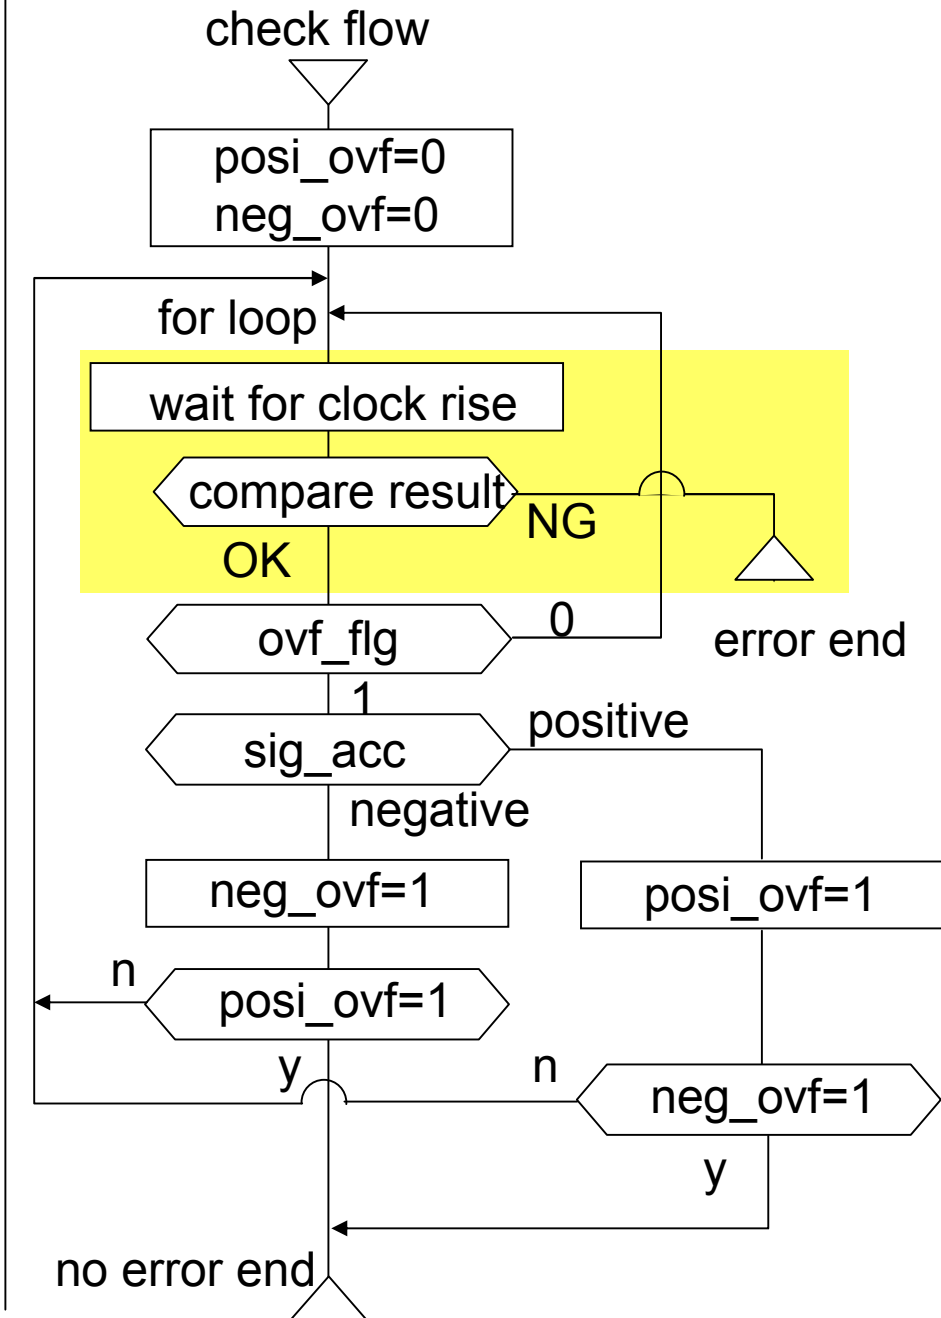 check flow
posi_ovf=0
neg_ovf=0
for loop
wait for clock rise
compare result
NG
OK
ovf_flg
0
error end
1
sig_acc
positive
negative
neg_ovf=1
posi_ovf=1
n
posi_ovf=1
y
n
neg_ovf=1
y
no error end